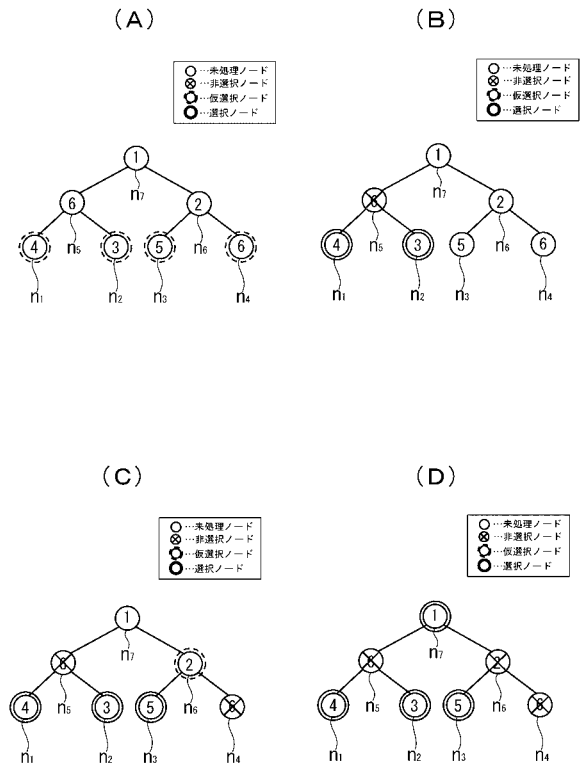 (A)
○…未処理ノード
⊗…非選択ノード
…仮選択ノード
◎…選択ノード
1
n7
6
2
n5
n6
4
3
5
6
n1
n2
n3
n4
(B)
○…未処理ノード
⊗…非選択ノード
…仮選択ノード
◎…選択ノード
1
n7
6
2
n5
n6
4
3
5
6
n1
n2
n3
n4
(C)
○…未処理ノード
⊗…非選択ノード
…仮選択ノード
◎…選択ノード
1
n7
6
2
n5
n6
4
3
5
6
n1
n2
n3
n4
(D)
○…未処理ノード
⊗…非選択ノード
…仮選択ノード
◎…選択ノード
1
n7
6
2
n5
n6
4
3
5
6
n1
n2
n3
n4